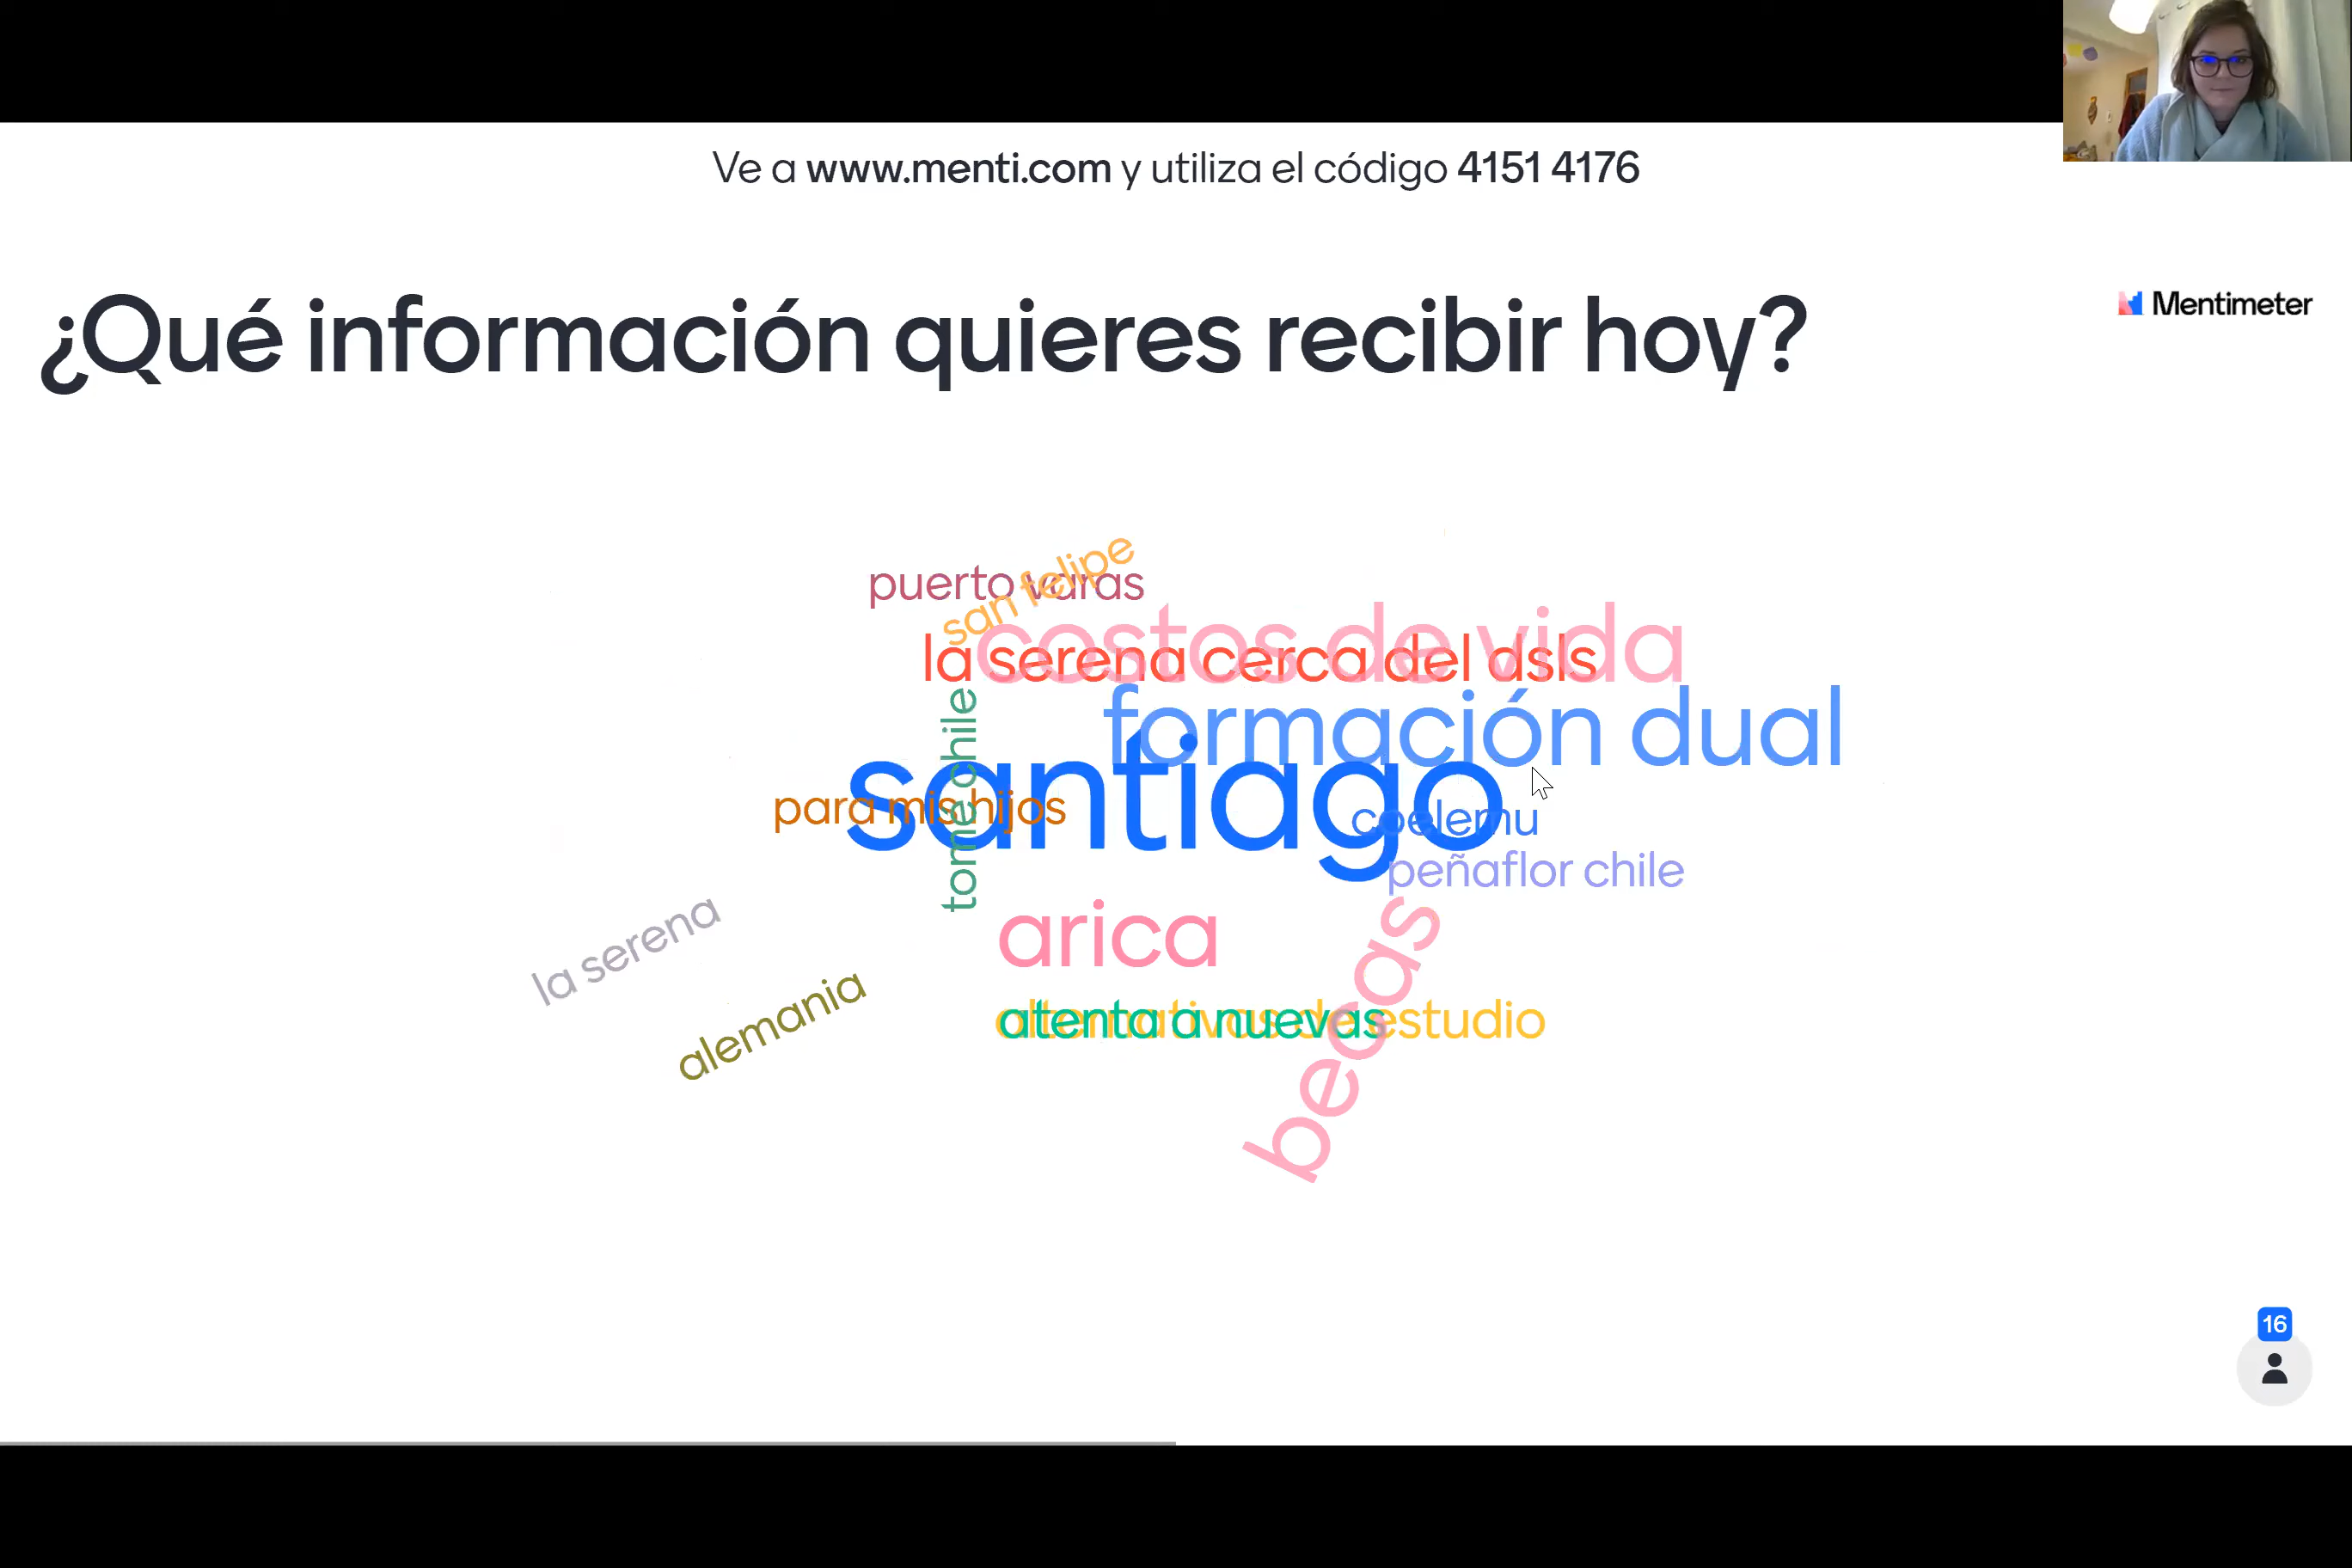 Ve a www.menti.com y utiliza el código 4151 4176
¿Qué información quieres recibir hoy?
Mentimeter
san felipe
puerto varas
costos de vida
la serena cerca del dsls
formación dual
tome chile
santiago
para mis hijos
coelemu
peñaflor chile
arica
becas
la serena
alemania
atenta a nuevas
alternativas de estudio
16